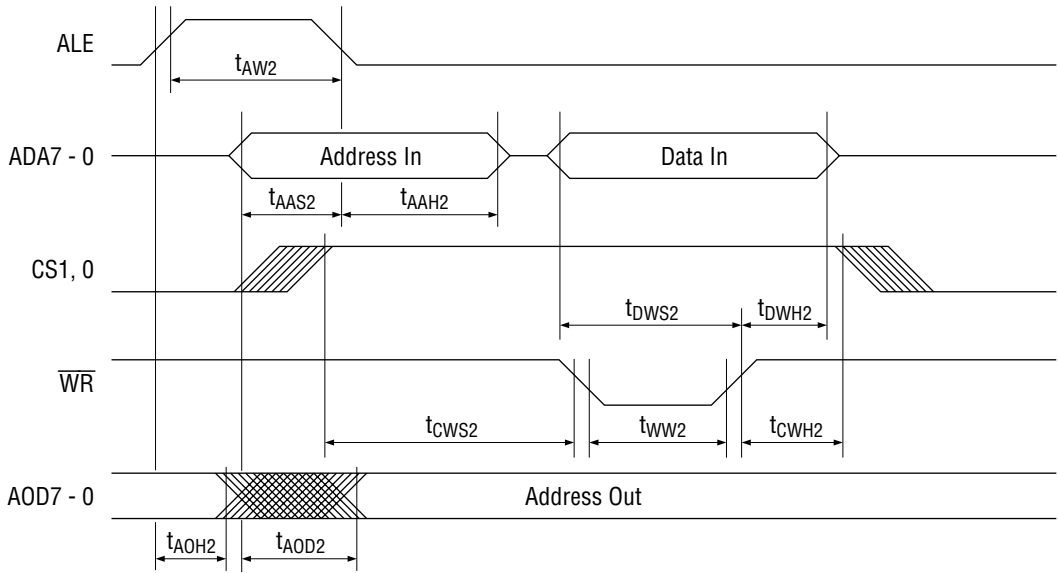 ALE
tAW2
ADA7 - 0
Address In
Data In
tAAS2
tAAH2
CS1, 0
tDWS2
tDWH2
WR
tCWS2
tWW2
tCWH2
AOD7 - 0
Address Out
tAOH2
tAOD2